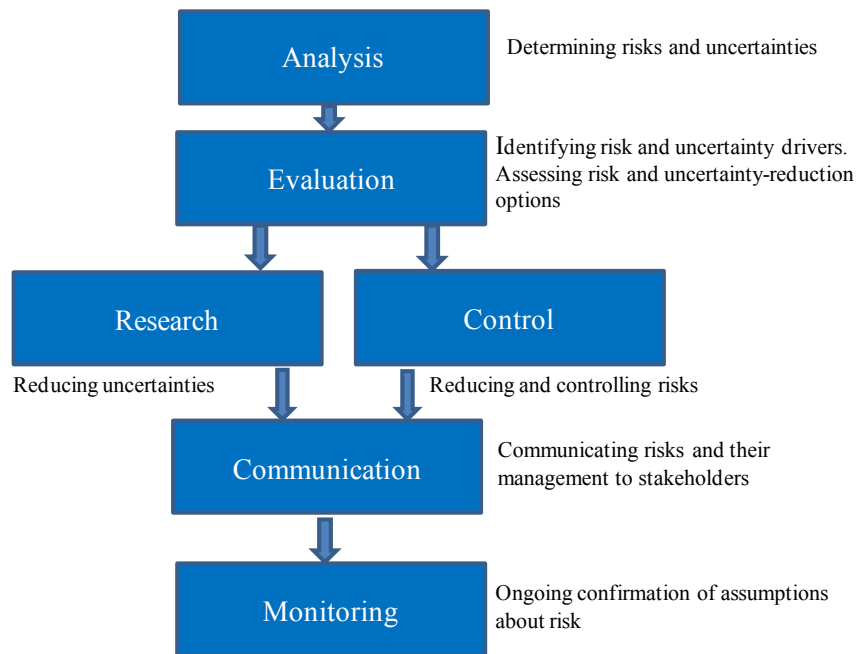 Analysis
Determining risks and uncertainties
Evaluation
Identifying risk and uncertainty drivers.
Assessing risk and uncertainty-reduction
options
Research
Control
Reducing uncertainties
Reducing and controlling risks
Communication
Communicating risks and their
management to stakeholders
Monitoring
Ongoing confirmation of assumptions
about risk